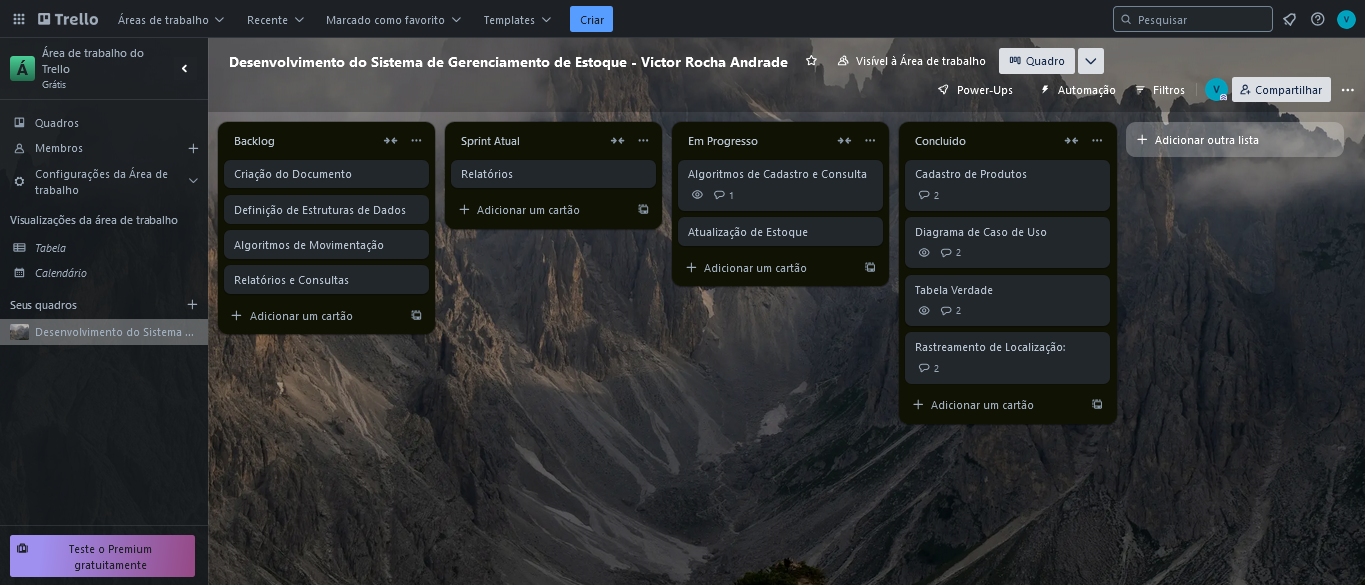 Trello
Áreas de trabalho
Recente
Marcado como favorito
Templates
Criar
Pesquisar
V
Á
Área de trabalho do
Trello
Grátis
Quadros
Membros
Configurações da Área de
trabalho
Visualizações da área de trabalho
Tabela
Calendário
Seus quadros
Desenvolvimento do Sistema ...
Teste o Premium
gratuitamente
Desenvolvimento do Sistema de Gerenciamento de Estoque - Victor Rocha Andrade
Visível à Área de trabalho
Quadro
Power-Ups
Automação
Filtros
V
Compartilhar
Backlog
Criação do Documento
Definição de Estruturas de Dados
Algoritmos de Movimentação
Relatórios e Consultas
Adicionar um cartão
Sprint Atual
Relatórios
Adicionar um cartão
Em Progresso
Algoritmos de Cadastro e Consulta
1
Atualização de Estoque
Adicionar um cartão
Concluído
Cadastro de Produtos
2
Diagrama de Caso de Uso
2
Tabela Verdade
2
Rastreamento de Localização:
2
Adicionar um cartão
Adicionar outra lista